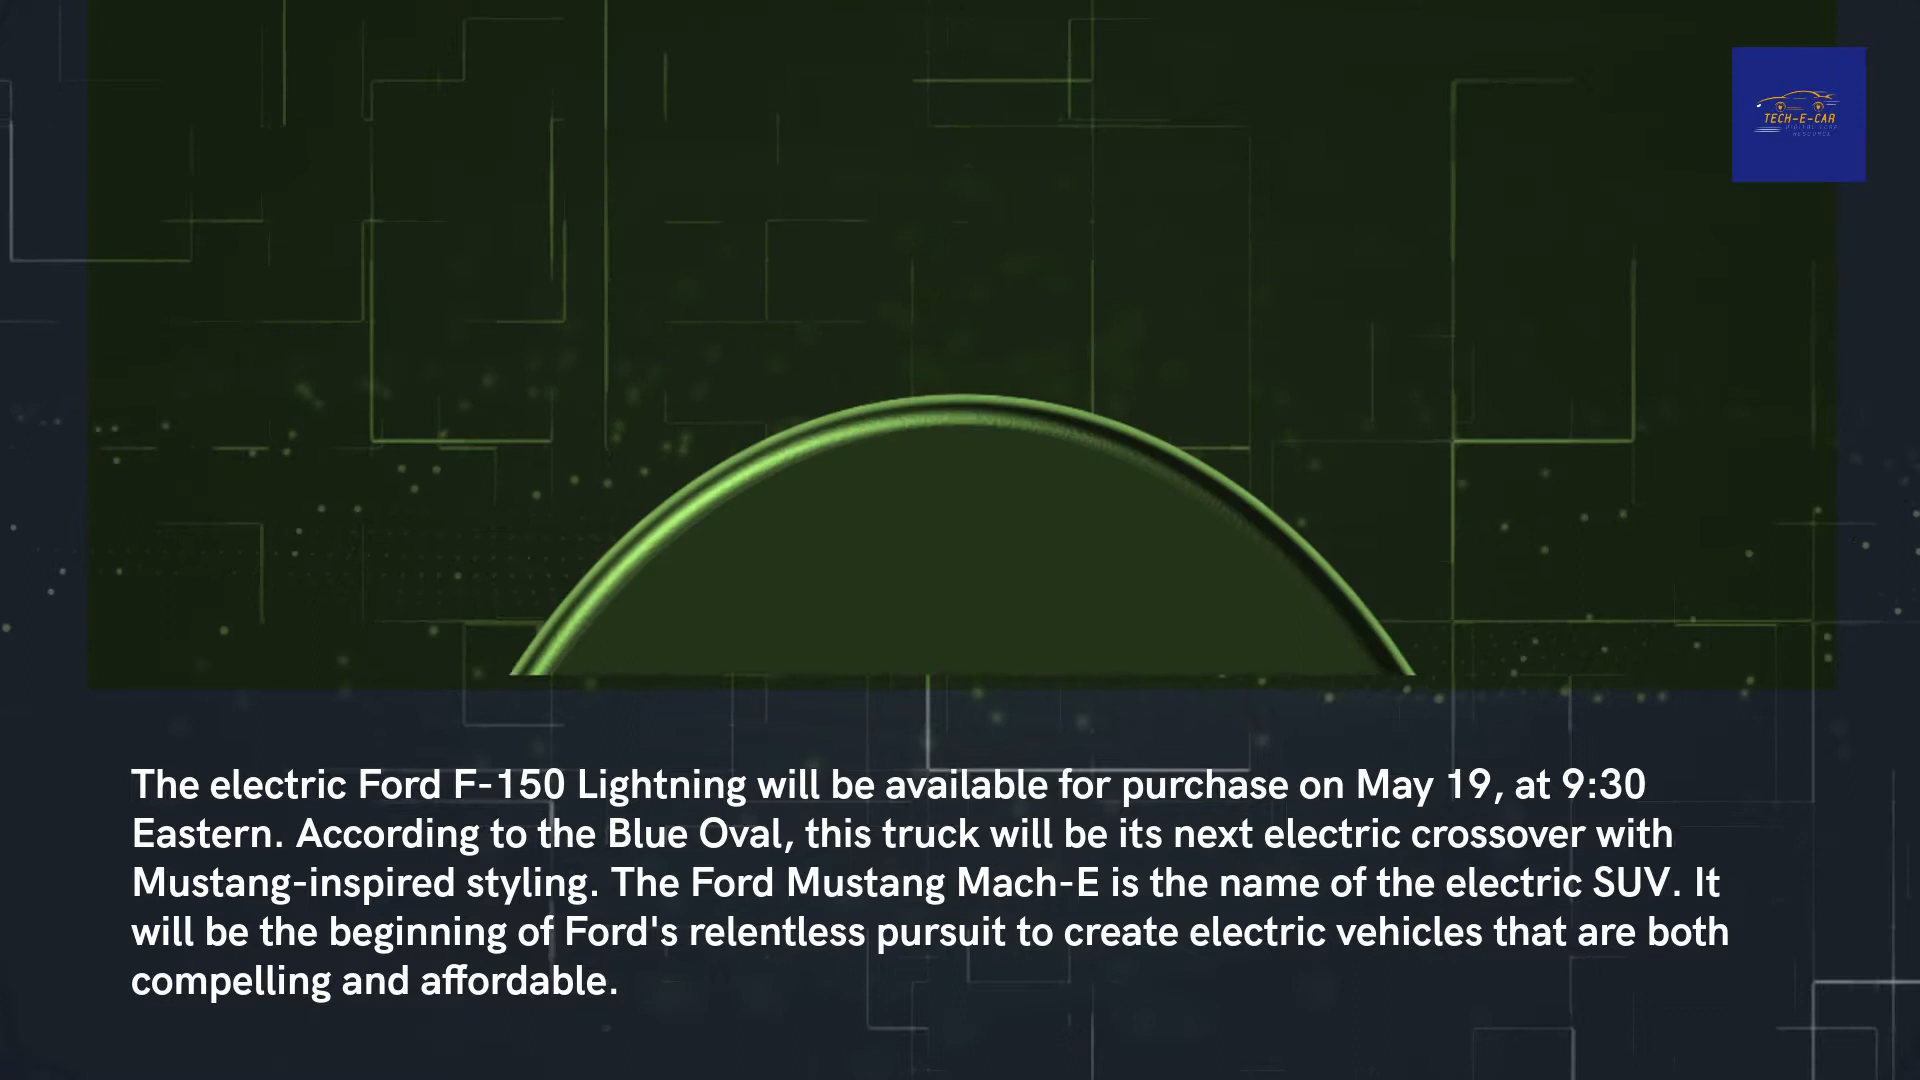 TECH-E-CAR
The electric Ford F-150 Lightning will be available for purchase on May 19, at 9:30
Eastern. According to the Blue Oval, this truck will be its next electric crossover with
Mustang-inspired styling. The Ford Mustang Mach-E is the name of the electric SUV. It
will be the beginning of Ford's relentless pursuit to create electric vehicles that are both
compelling and affordable.